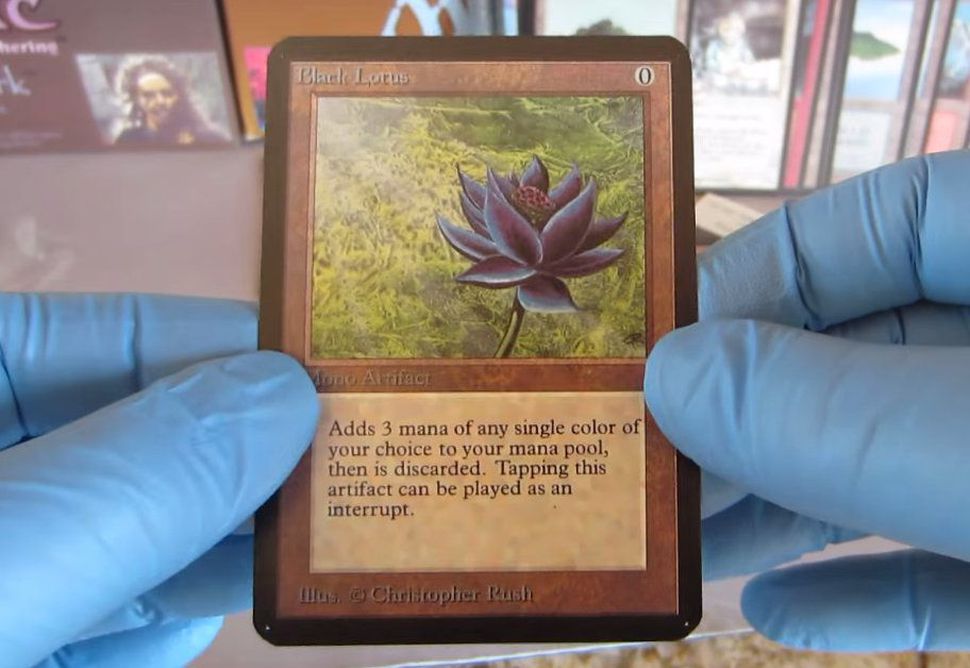 hering
Black Lotus 0
Mono Artifact
Adds 3 mana of any single color of
your choice to your mana pool,
then is discarded. Tapping this
artifact can be played as an
interrupt.
Illus. © Christopher Rush